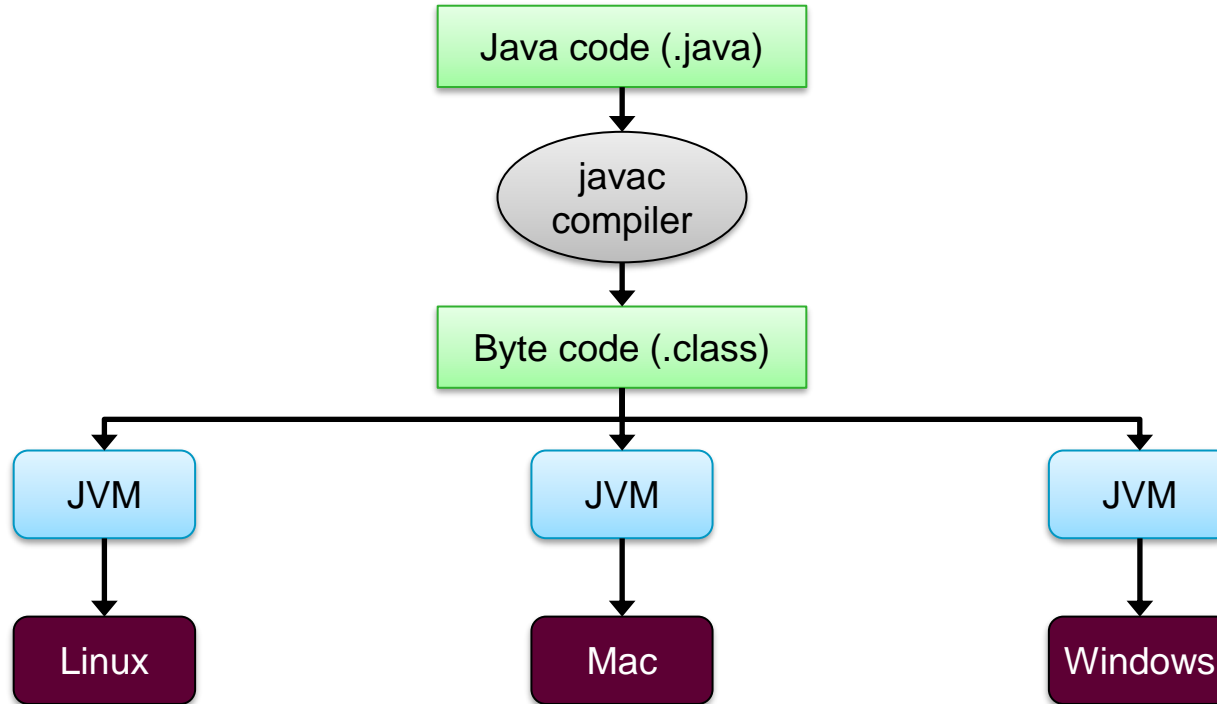 Java code (.java)
javac
compiler
Byte code (.class)
JVM
JVM
JVM
Linux
Mac
Windows